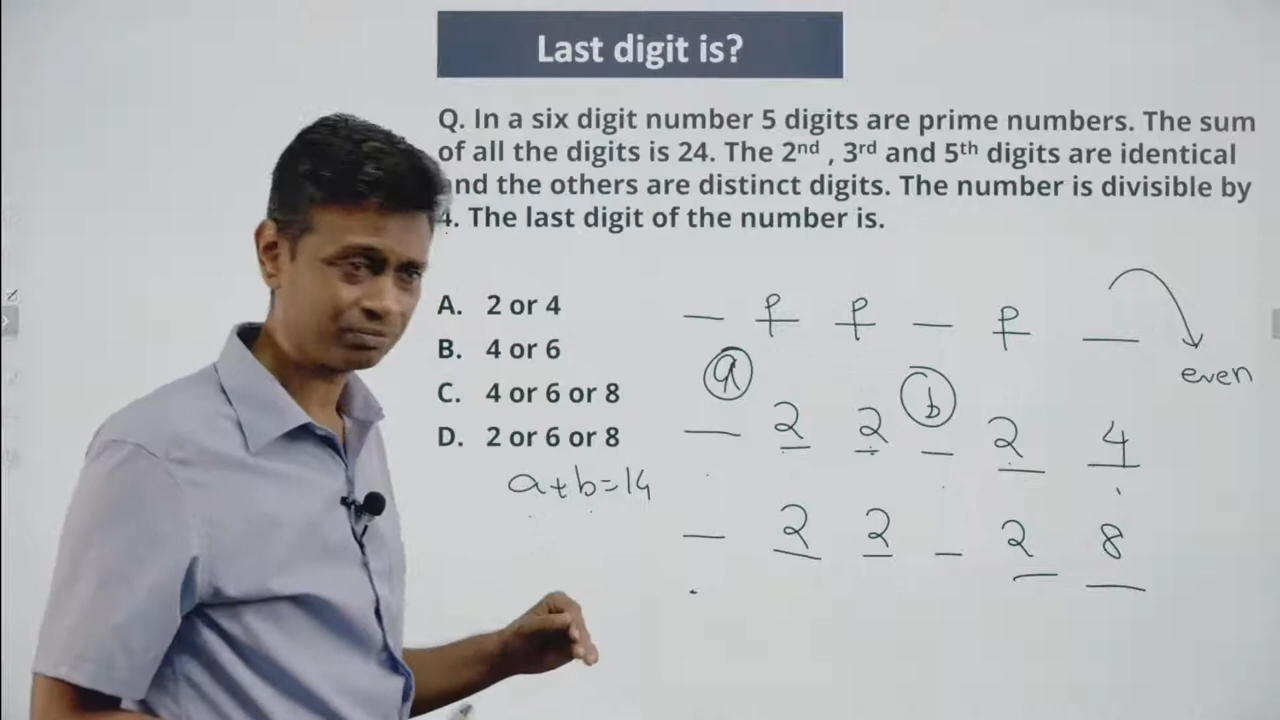 Last digit is?
Q. In a six digit number 5 digits are prime numbers. The sum
of all the digits is 24. The 2nd , 3rd and 5th digits are identical
and the others are distinct digits. The number is divisible by
4. The last digit of the number is.
A. 2 or 4
B. 4 or 6
C. 4 or 6 or 8
D. 2 or 6 or 8
_ P P _ P _
even
a b
_ 2 2 _ 2 4
a+b=14
_ 2 2 _ 2 8